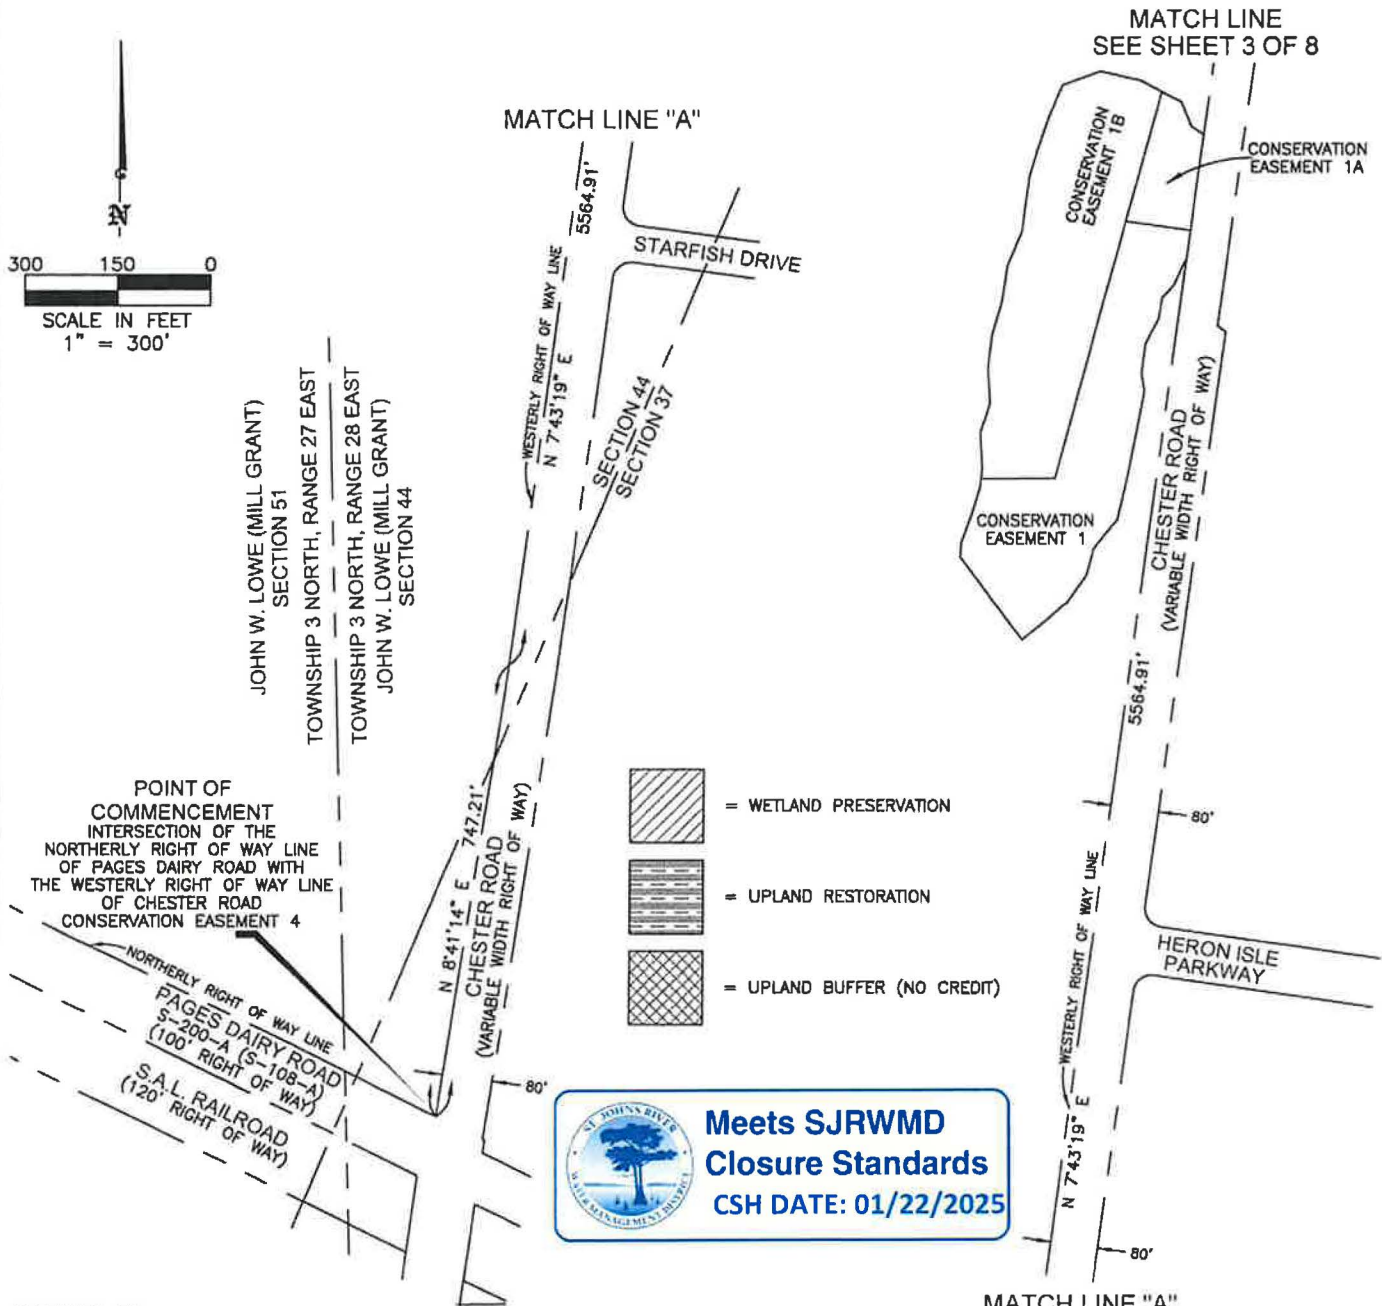 MATCH LINE
SEE SHEET 3 OF 8
MATCH LINE "A"
N
300 150 0
SCALE IN FEET
1" = 300'
5564.91'
WESTERLY RIGHT OF WAY LINE
N 7°43'19" E
STARFISH DRIVE
SECTION 44
SECTION 37
JOHN W. LOWE (MILL GRANT)
SECTION 51
TOWNSHIP 3 NORTH, RANGE 27 EAST
TOWNSHIP 3 NORTH, RANGE 28 EAST
JOHN W. LOWE (MILL GRANT)
SECTION 44
CONSERVATION
EASEMENT 1B
CONSERVATION
EASEMENT 1A
CONSERVATION
EASEMENT 1
CHESTER ROAD
(VARIABLE WIDTH RIGHT OF WAY)
5564.91'
POINT OF
COMMENCEMENT
INTERSECTION OF THE
NORTHERLY RIGHT OF WAY LINE
OF PAGES DAIRY ROAD WITH
THE WESTERLY RIGHT OF WAY LINE
OF CHESTER ROAD
CONSERVATION EASEMENT 4
NORTHERLY RIGHT OF WAY LINE
PAGES DAIRY ROAD
S-200-A (S-108-A)
(100' RIGHT OF WAY)
S.A.L. RAILROAD
(120' RIGHT OF WAY)
N 8°41'14" E 747.21'
CHESTER ROAD
(VARIABLE WIDTH RIGHT OF WAY)
80'
= WETLAND PRESERVATION
= UPLAND RESTORATION
= UPLAND BUFFER (NO CREDIT)
80'
WESTERLY RIGHT OF WAY LINE
N 7°43'19" E
HERON ISLE
PARKWAY
80'
ST. JOHNS RIVER
WATER MANAGEMENT DISTRICT
Meets SJRWMD
Closure Standards
CSH DATE: 01/22/2025
MATCH LINE "A"